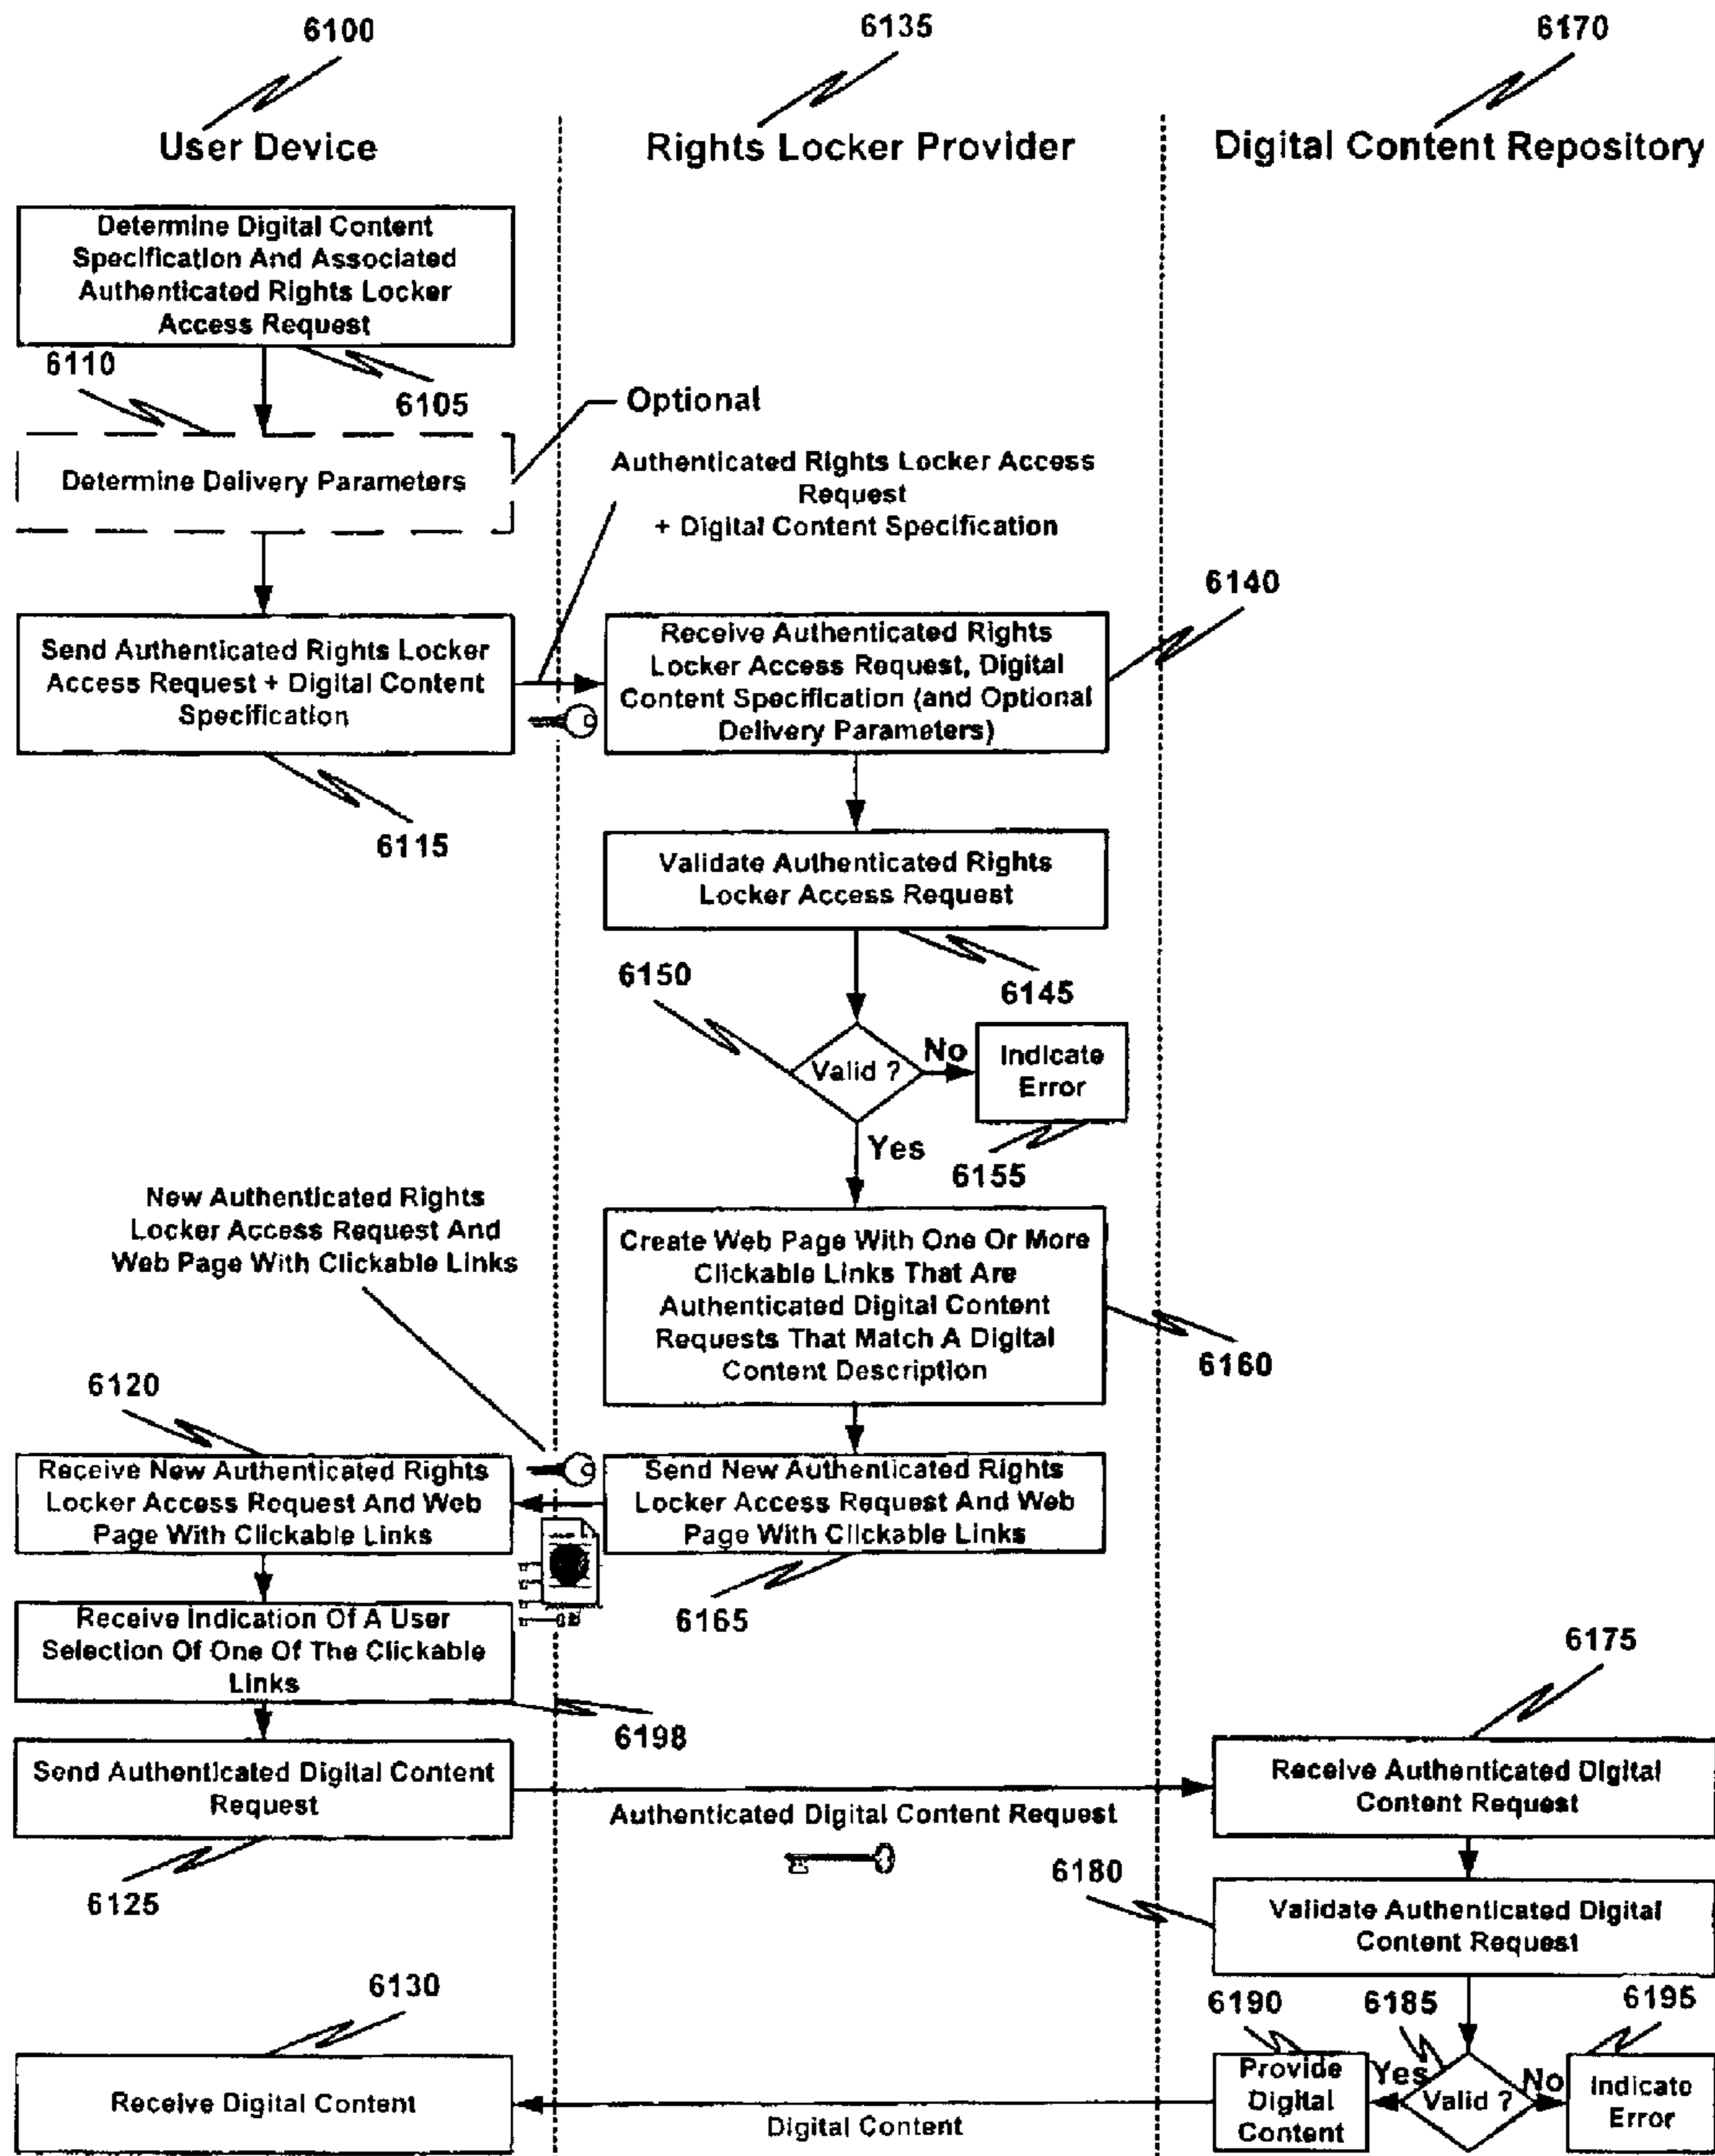 6100
6135
6170
User Device
Rights Locker Provider
Digital Content Repository
Determine Digital Content
Specification And Associated
Authenticated Rights Locker
Access Request
6110
6105
Optional
Determine Delivery Parameters
Authenticated Rights Locker Access
Request
+ Digital Content Specification
6140
Send Authenticated Rights Locker
Access Request + Digital Content
Specification
Receive Authenticated Rights
Locker Access Request, Digital
Content Specification (and Optional
Delivery Parameters)
6115
Validate Authenticated Rights
Locker Access Request
6150
6145
Valid ?
No
Indicate
Error
Yes
6155
New Authenticated Rights
Locker Access Request And
Web Page With Clickable Links
Create Web Page With One Or More
Clickable Links That Are
Authenticated Digital Content
Requests That Match A Digital
Content Description
6160
6120
Receive New Authenticated Rights
Locker Access Request And Web
Page With Clickable Links
Send New Authenticated Rights
Locker Access Request And Web
Page With Clickable Links
6165
Receive Indication Of A User
Selection Of One Of The Clickable
Links
6198
6175
Send Authenticated Digital Content
Request
Receive Authenticated Digital
Content Request
Authenticated Digital Content Request
6125
6180
Validate Authenticated Digital
Content Request
6130
6190
6185
6195
Receive Digital Content
Digital Content
Provide
Digital
Content
Yes
Valid ?
No
Indicate
Error